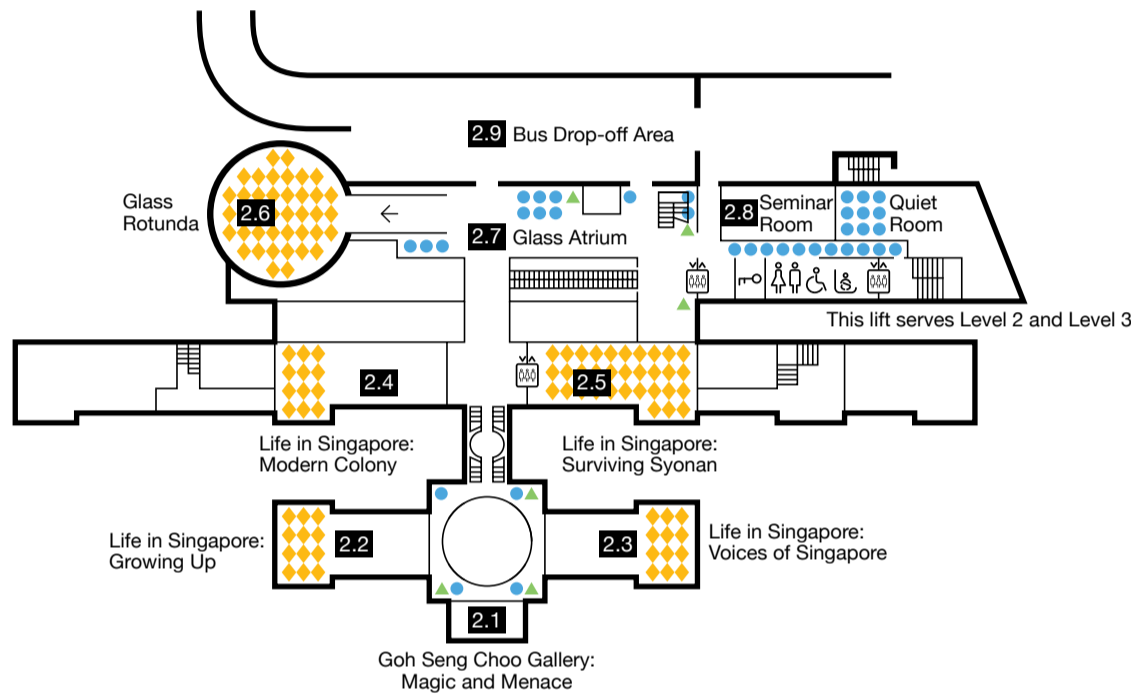 2.9 Bus Drop-off Area
Glass
Rotunda
2.6
2.7 Glass Atrium
2.8 Seminar
Room
Quiet
Room
This lift serves Level 2 and Level 3
2.4
2.5
Life in Singapore:
Modern Colony
Life in Singapore:
Surviving Syonan
Life in Singapore:
Growing Up
2.2
2.3
Life in Singapore:
Voices of Singapore
2.1
Goh Seng Choo Gallery:
Magic and Menace